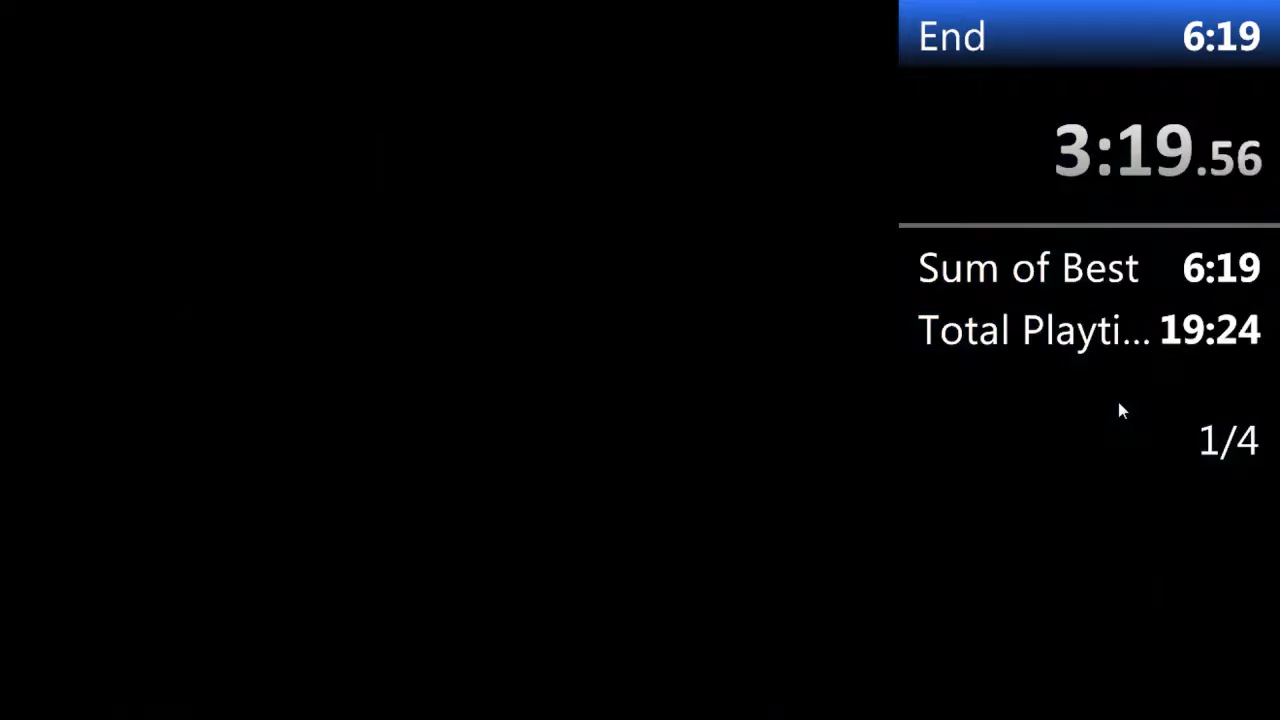 End 6:19
3:19.56
Sum of Best 6:19
Total Playti... 19:24
1/4